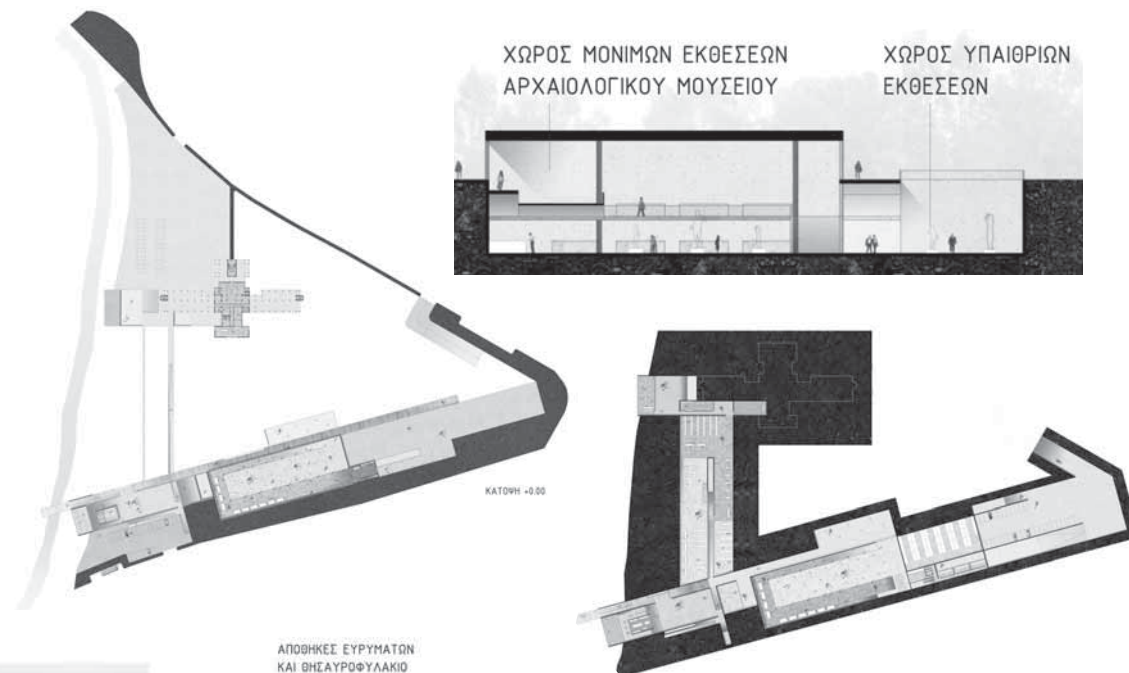 ΧΩΡΟΣ ΜΟΝΙΜΩΝ ΕΚΘΕΣΕΩΝ
ΑΡΧΑΙΟΛΟΓΙΚΟΥ ΜΟΥΣΕΙΟΥ
ΧΩΡΟΣ ΥΠΑΙΘΡΙΩΝ
ΕΚΘΕΣΕΩΝ
ΚΑΤΟΨΗ +0.00
ΑΠΟΘΗΚΕΣ ΕΥΡΥΜΑΤΩΝ
ΚΑΙ ΘΗΣΑΥΡΟΦΥΛΑΚΙΟ